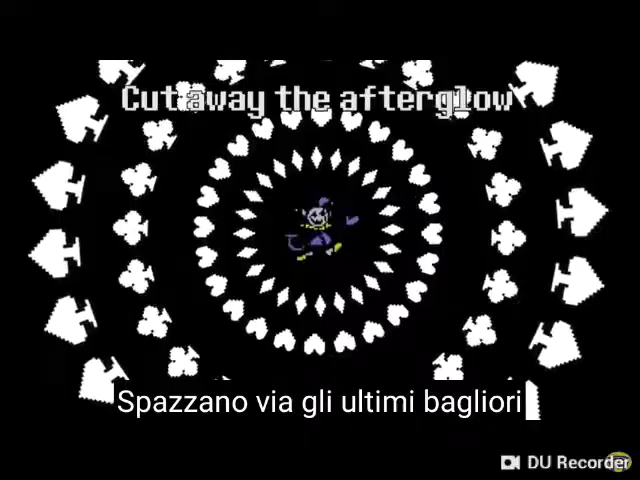 Cut away the afterglow
Spazzano via gli ultimi bagliori
DU Recorder